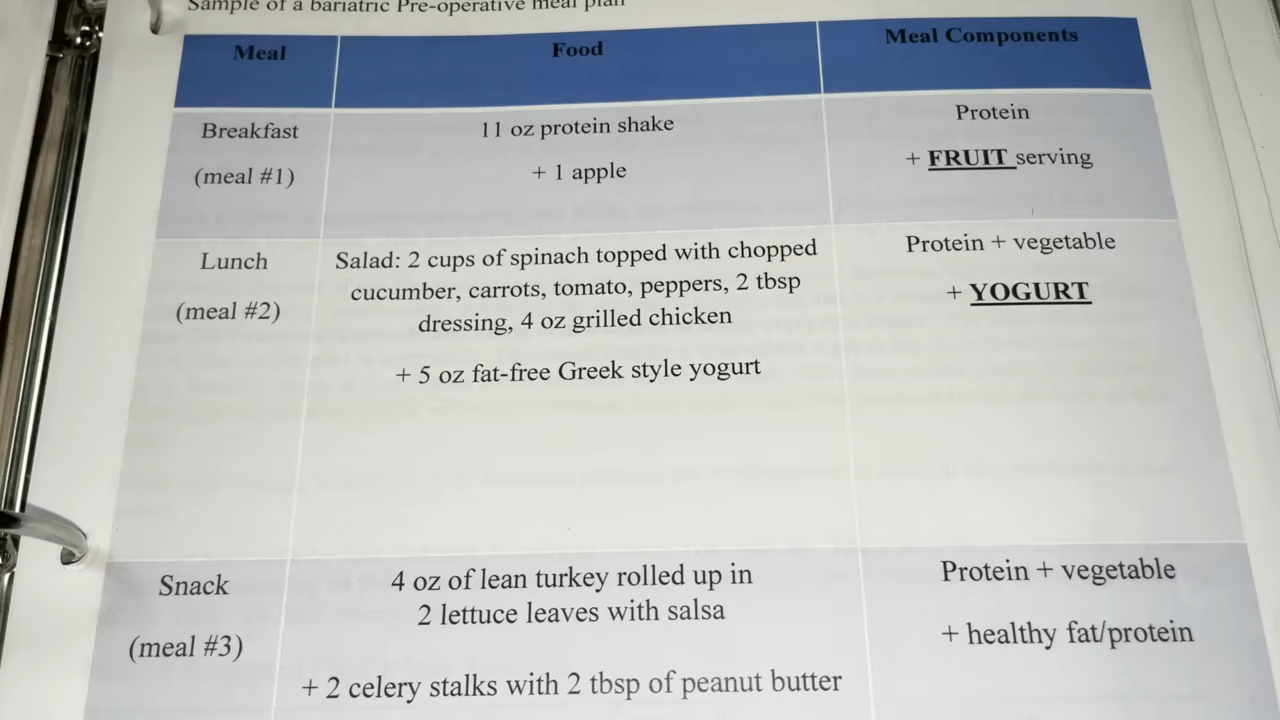 Sample of a bariatric Pre-operative meal plan
Meal
Food
Meal Components
Breakfast
(meal #1)
11 oz protein shake
+ 1 apple
Protein
+ FRUIT serving
Lunch
(meal #2)
Salad: 2 cups of spinach topped with chopped
cucumber, carrots, tomato, peppers, 2 tbsp
dressing, 4 oz grilled chicken
+ 5 oz fat-free Greek style yogurt
Protein + vegetable
+ YOGURT
Snack
(meal #3)
4 oz of lean turkey rolled up in
2 lettuce leaves with salsa
+ 2 celery stalks with 2 tbsp of peanut butter
Protein + vegetable
+ healthy fat/protein